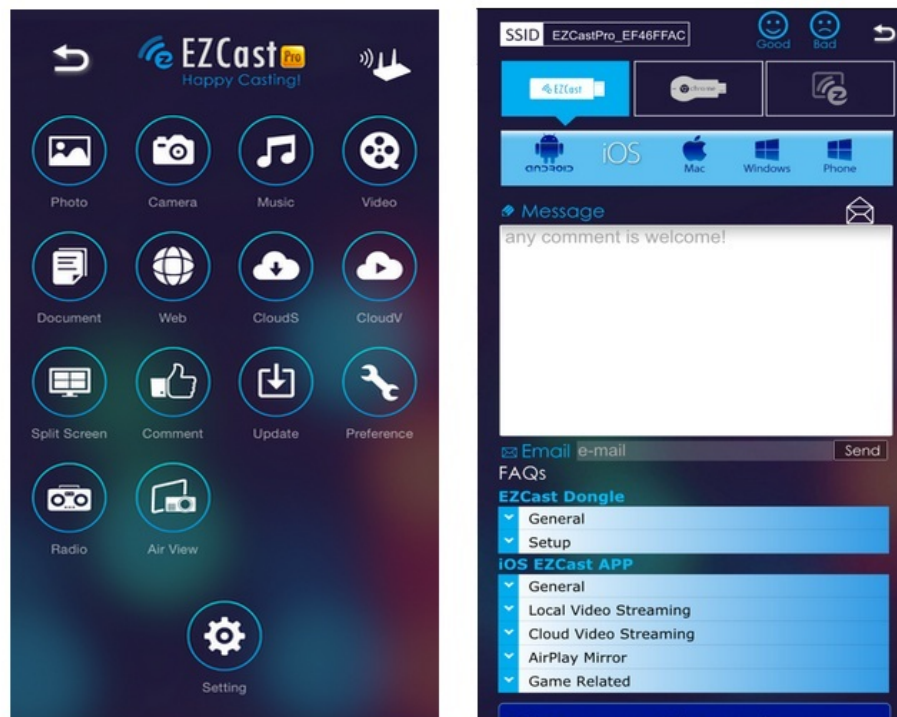 EZCast Pro
Happy Casting!
Photo Camera Music Video
Document Web CloudS CloudV
Split Screen Comment Update Preference
Radio Air View
Setting
SSID EZCastPro_EF46FFAC
Good Bad
EZCast chrome
android iOS Mac Windows Phone
Message
any comment is welcome!
Email e-mail Send
FAQs
EZCast Dongle
General
Setup
iOS EZCast APP
General
Local Video Streaming
Cloud Video Streaming
AirPlay Mirror
Game Related